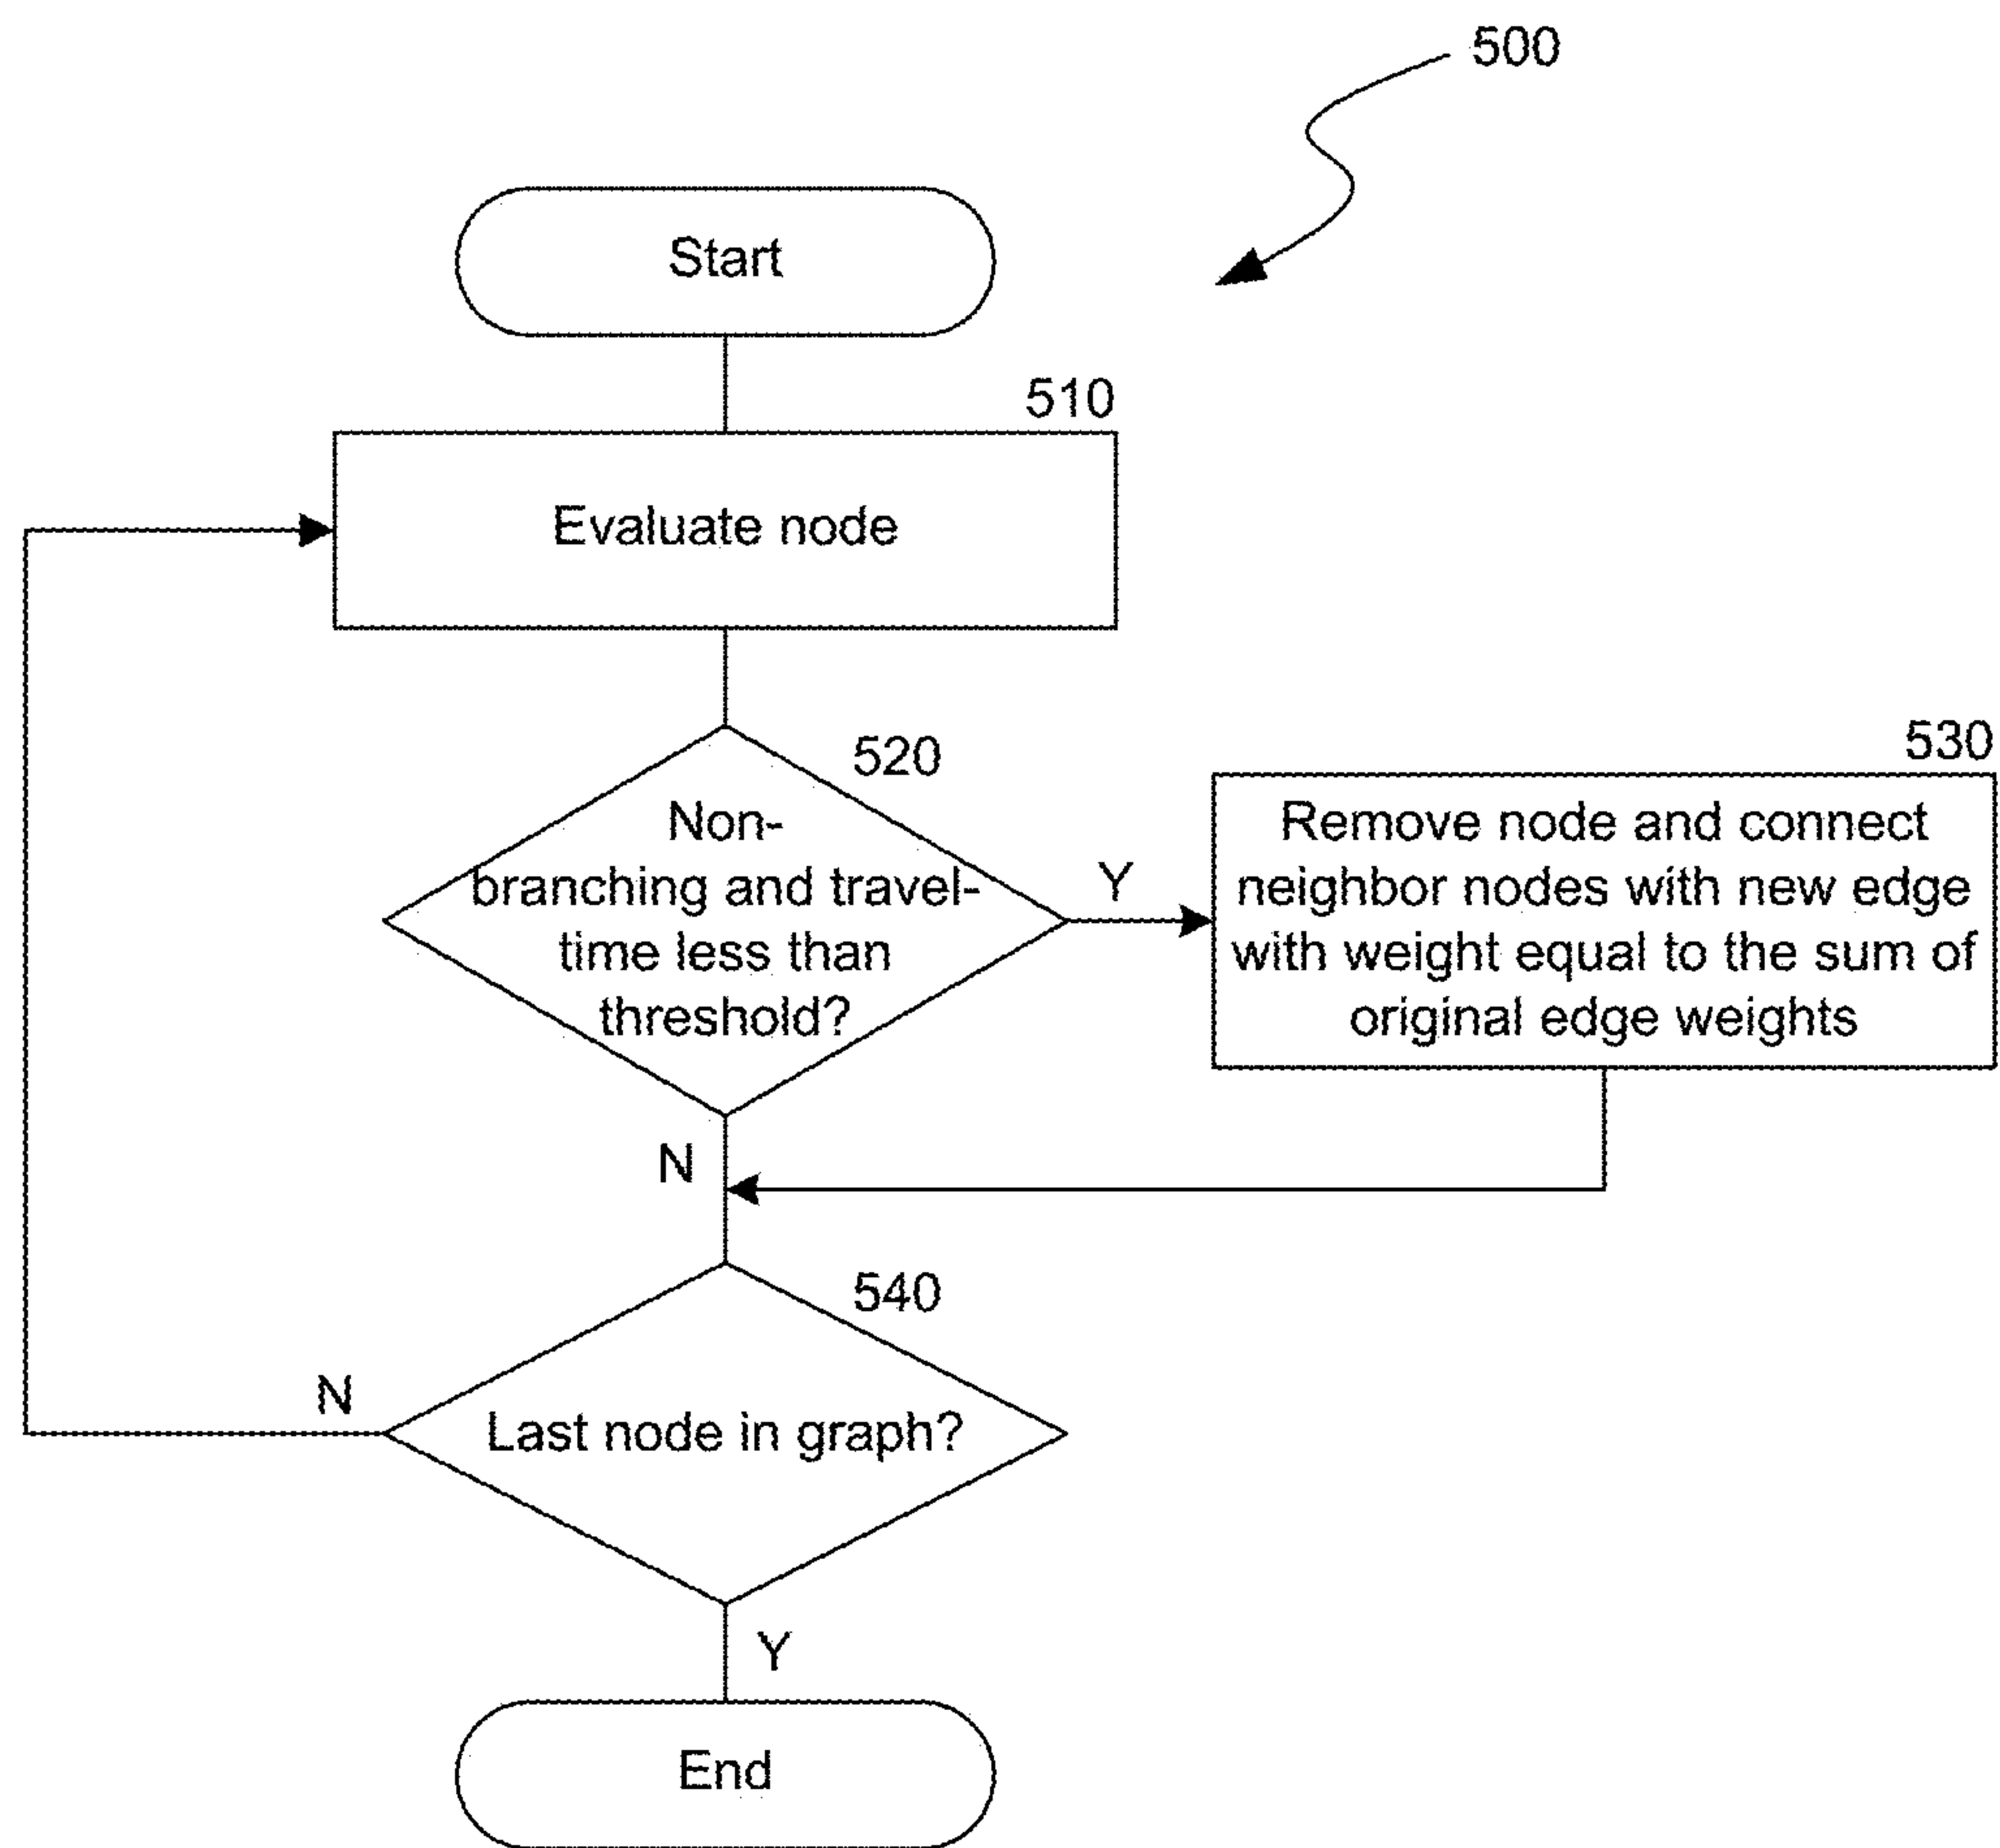 500
Start
510
Evaluate node
520
Non-
branching and travel-
time less than
threshold?
Y
530
Remove node and connect
neighbor nodes with new edge
with weight equal to the sum of
original edge weights
N
540
Last node in graph?
N
Y
End